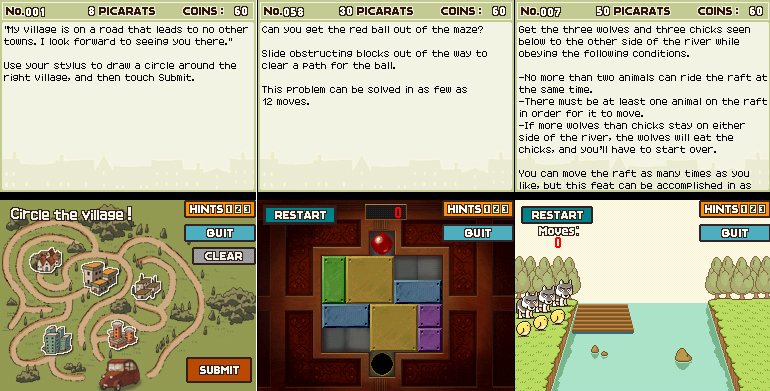 No.001 8 PICARATS COINS: 60
"My village is on a road that leads to no other
towns. I look forward to seeing you there."
Use your stylus to draw a circle around the
right village, and then touch Submit.
Circle the village!
HINTS 1 2 3
QUIT
CLEAR
SUBMIT
No.058 30 PICARATS COINS: 60
Can you get the red ball out of the maze?
Slide obstructing blocks out of the way to
clear a path for the ball.
This problem can be solved in as few as
12 moves.
RESTART
0
HINTS 1 2 3
QUIT
No.007 50 PICARATS COINS: 60
Get the three wolves and three chicks seen
below to the other side of the river while
obeying the following conditions.
-No more than two animals can ride the raft at
the same time.
-There must be at least one animal on the raft
in order for it to move.
-If more wolves than chicks stay on either
side of the river, the wolves will eat the
chicks, and you'll have to start over.
You can move the raft as many times as you
like, but this feat can be accomplished in as
RESTART
HINTS 1 2 3
Moves:
0
QUIT